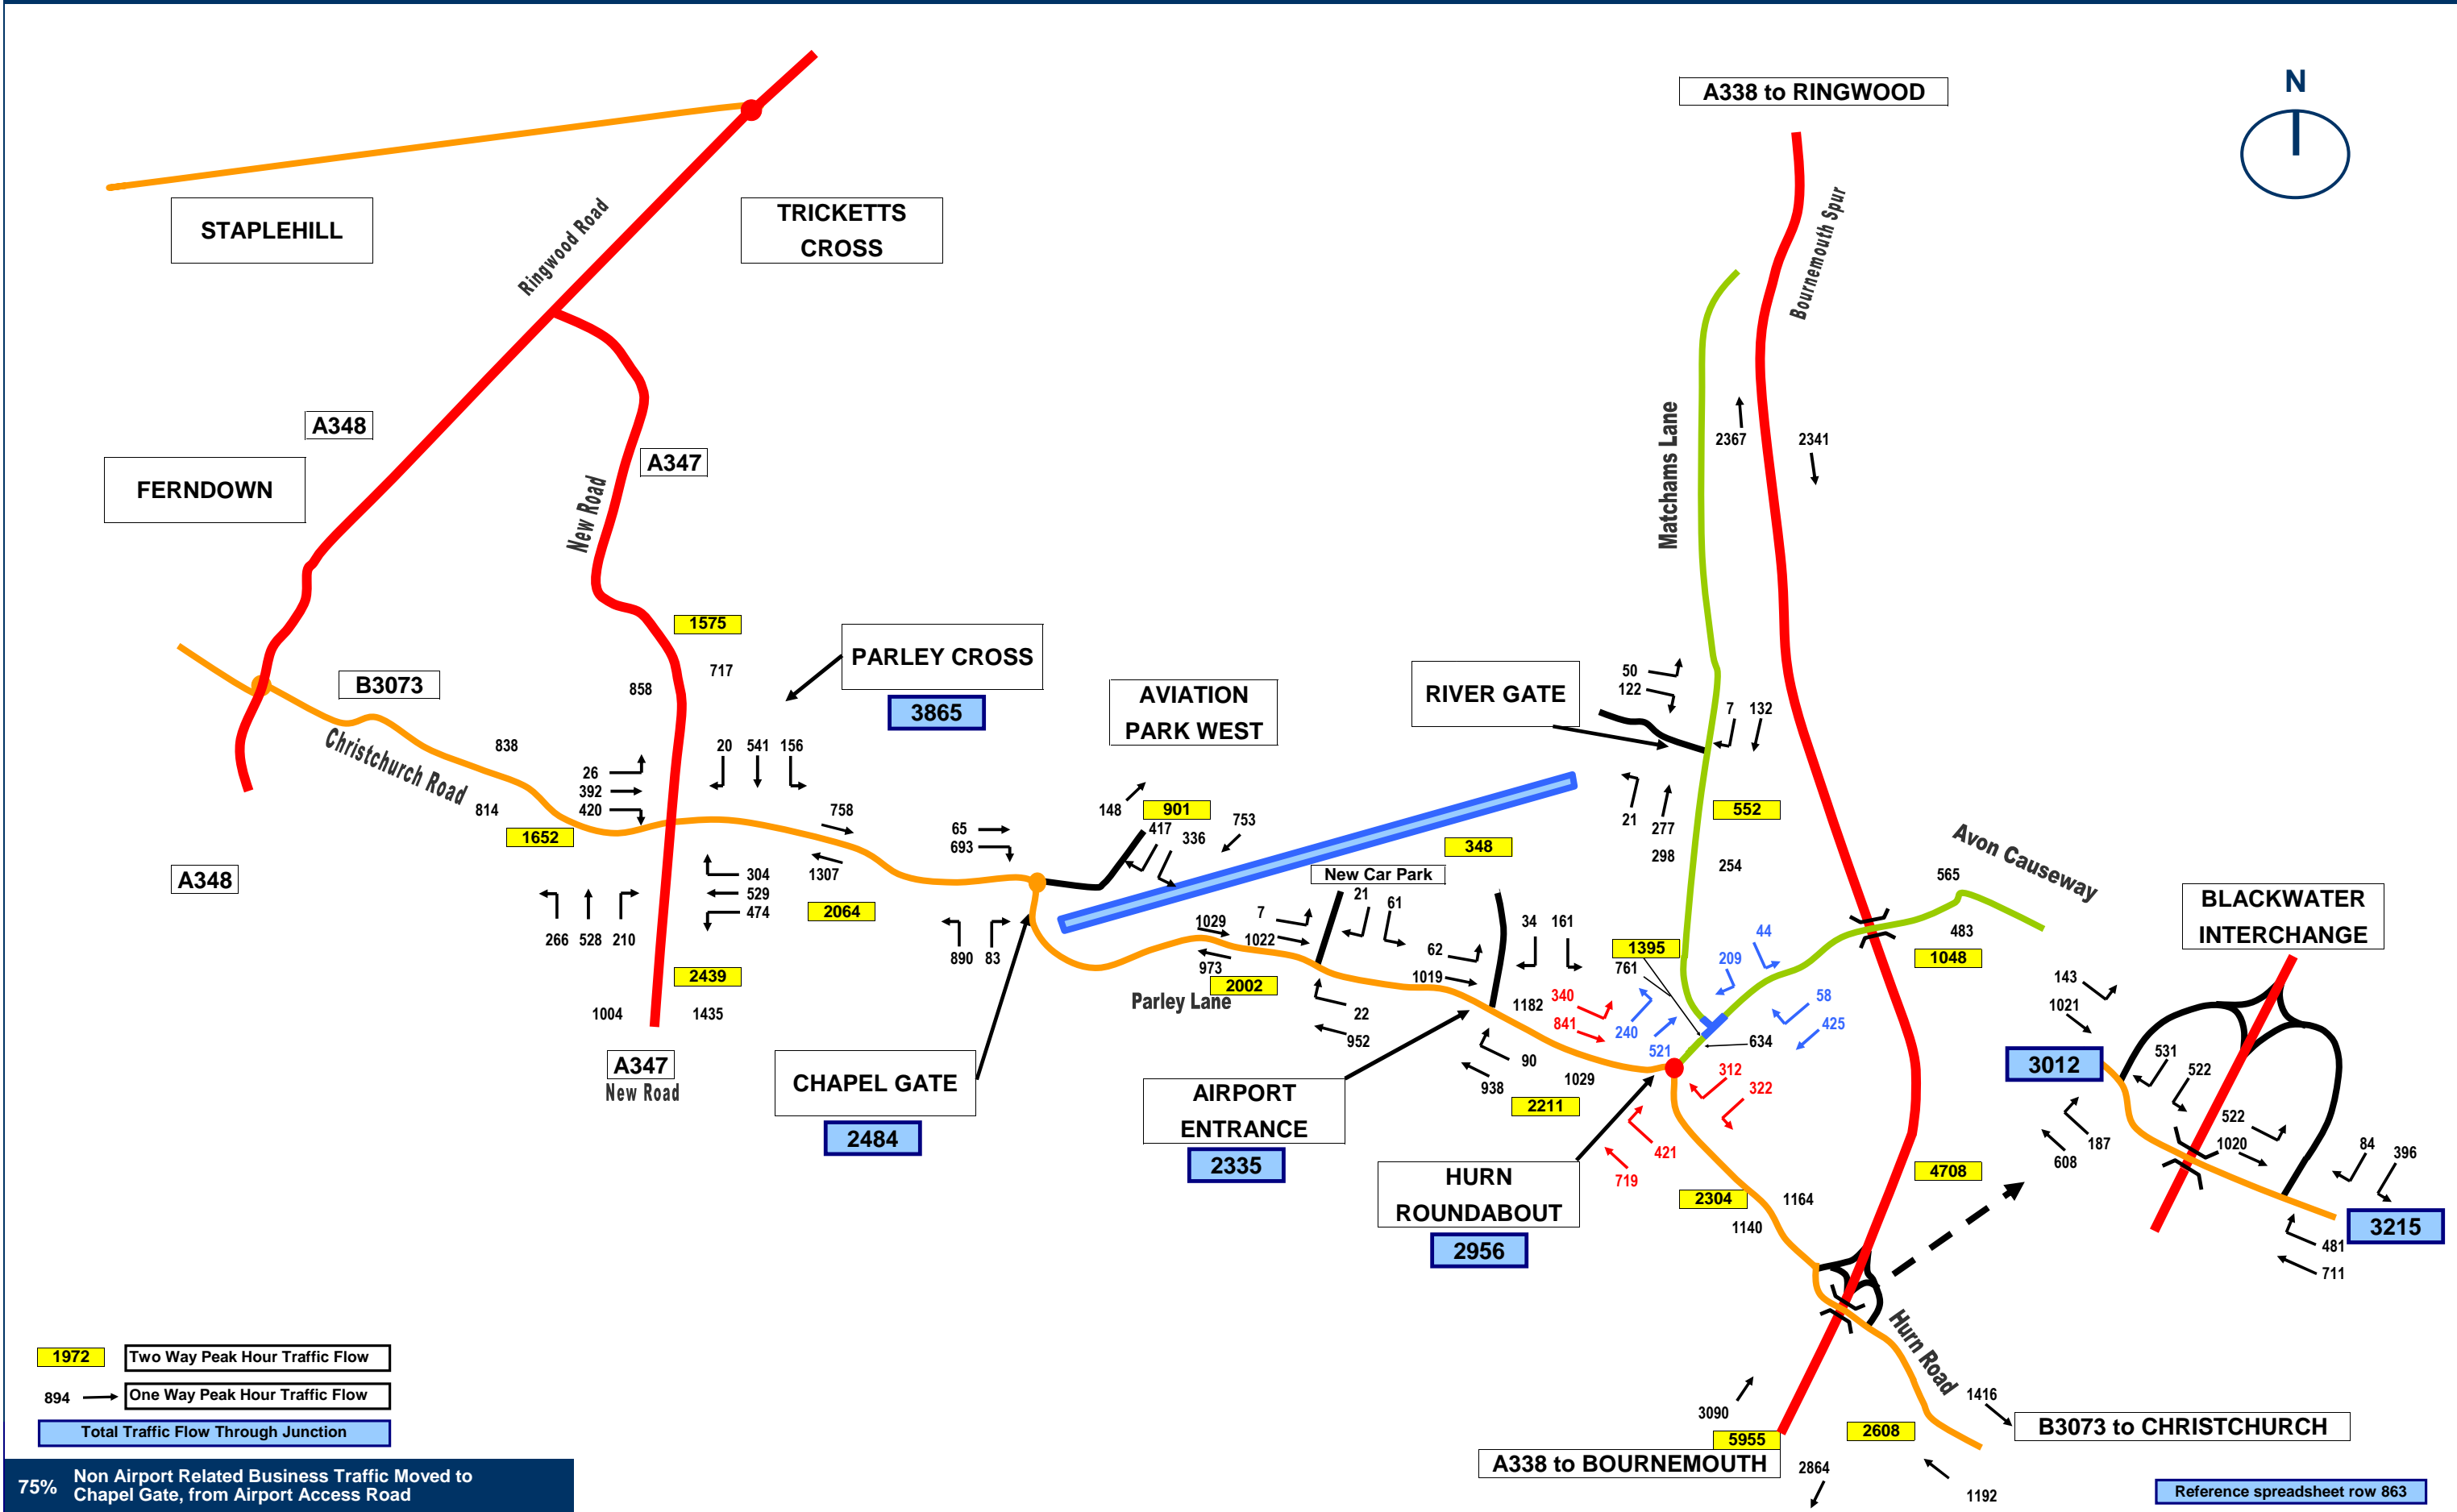 A338 to RINGWOOD
N
STAPLEHILL
TRICKETTS
CROSS
Ringwood Road
Bournemouth Spur
A348
A347
FERNDOWN
New Road
Matchams Lane
2367
2341
1575
717
858
PARLEY CROSS
3865
B3073
Christchurch Road
838
814
1652
26
392
420
20 541 156
758
1307
304
529
474
2064
266 528 210
2439
1004
1435
A347
New Road
A348
AVIATION
PARK WEST
148
901
417
336
753
65
693
890 83
CHAPEL GATE
2484
348
New Car Park
1029
1022
973
2002
Parley Lane
7
21
61
22
952
62
1019
34 161
1182
90
938
1029
2211
AIRPORT
ENTRANCE
2335
RIVER GATE
50
122
7 132
21
277
298
552
254
Avon Causeway
565
483
1048
1395
761
209
44
58
425
240
521
634
340
841
312
322
421
719
HURN
ROUNDABOUT
2956
2304
1164
1140
4708
BLACKWATER
INTERCHANGE
143
1021
3012
531
522
522
1020
187
608
84 396
481
711
3215
Hurn Road
1416
B3073 to CHRISTCHURCH
3090
5955
2608
A338 to BOURNEMOUTH
2864
1192
1972 Two Way Peak Hour Traffic Flow
894 One Way Peak Hour Traffic Flow
Total Traffic Flow Through Junction
75% Non Airport Related Business Traffic Moved to
Chapel Gate, from Airport Access Road
Reference spreadsheet row 863